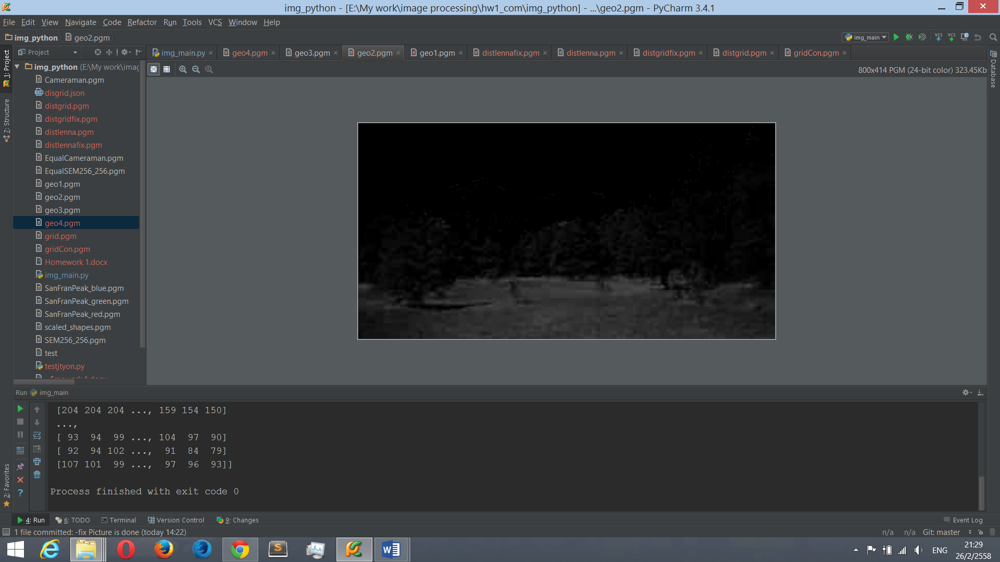 img_python - [E:\My work\image processing\hw1_com\img_python] - ...\geo2.pgm - PyCharm 3.4.1
File Edit View Navigate Code Refactor Run Tools VCS Window Help
img_python geo2.pgm
img_main
VCS VCS
Project
img_main.py geo4.pgm geo3.pgm geo2.pgm geo1.pgm distlennafix.pgm distlenna.pgm distgridfix.pgm distgrid.pgm gridCon.pgm
1: Project
7: Structure
2: Favorites
Database
800x414 PGM (24-bit color) 323.45Kb
img_python (E:\My work\imag
Cameraman.pgm
disgrid.json
distgrid.pgm
distgridfix.pgm
distlenna.pgm
distlennafix.pgm
EqualCameraman.pgm
EqualSEM256_256.pgm
geo1.pgm
geo2.pgm
geo3.pgm
geo4.pgm
grid.pgm
gridCon.pgm
Homework 1.docx
img_main.py
SanFranPeak_blue.pgm
SanFranPeak_green.pgm
SanFranPeak_red.pgm
scaled_shapes.pgm
SEM256_256.pgm
test
testjtyon.py
Run img_main
[204 204 204 ..., 159 154 150]
...,
[ 93 94 99 ..., 104 97 90]
[ 92 94 102 ..., 91 84 79]
[107 101 99 ..., 97 96 93]]
Process finished with exit code 0
4: Run 6: TODO Terminal Version Control 9: Changes Event Log
1 file committed: -fix Picture is done (today 14:22) n/a n/a Git: master
ENG
21:29
26/2/2558